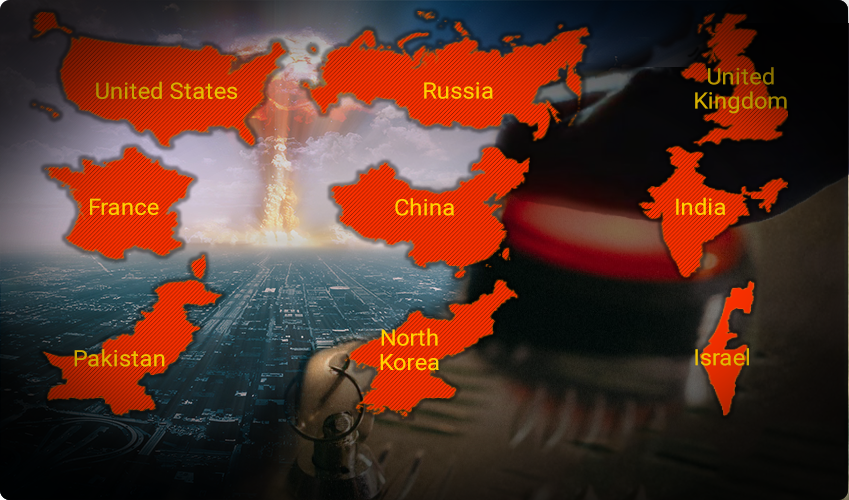 United States
Russia
United
Kingdom
France
China
India
Pakistan
North
Korea
Israel